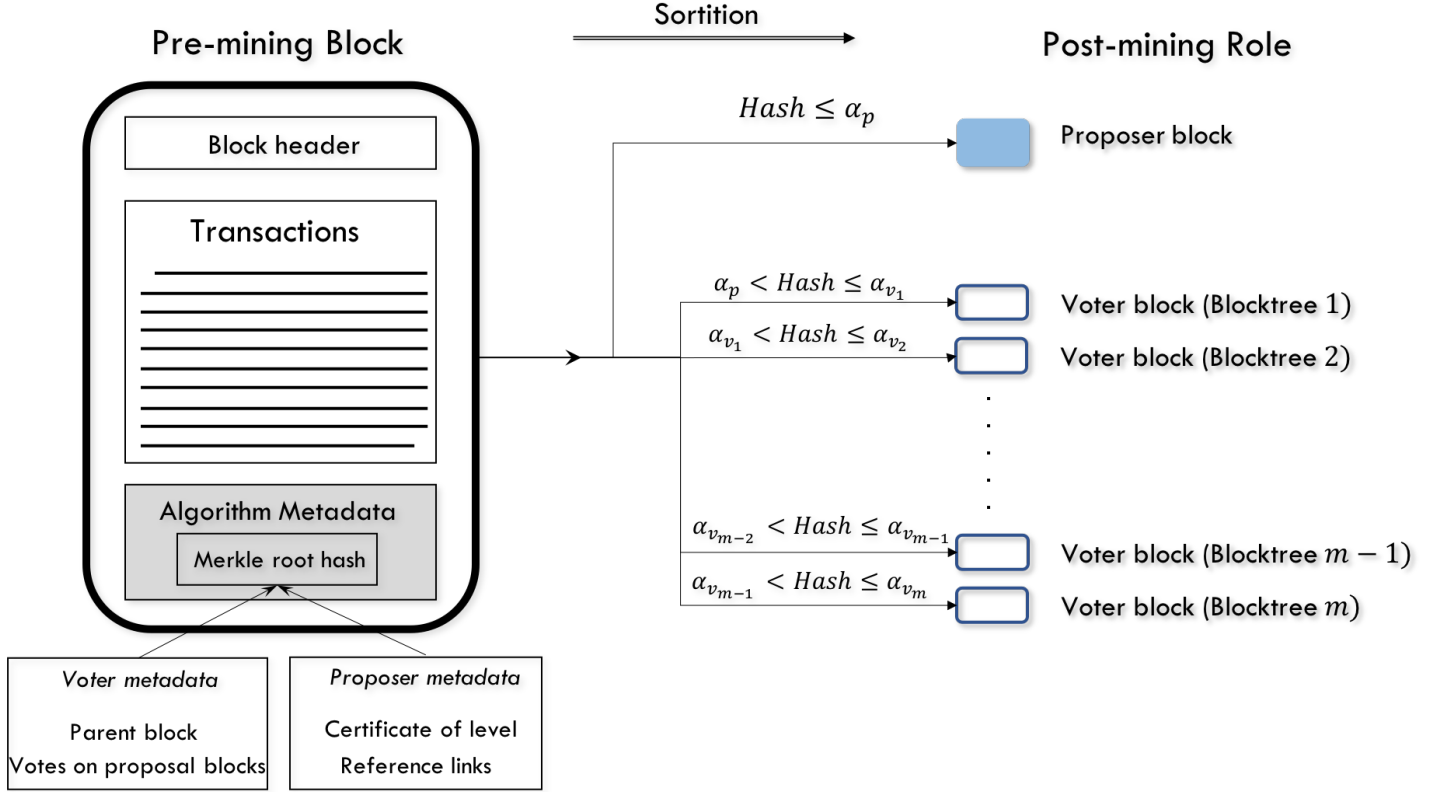 Sortition
Pre-mining Block
Post-mining Role
Block header
Transactions
Algorithm Metadata
Merkle root hash
Voter metadata
Parent block
Votes on proposal blocks
Proposer metadata
Certificate of level
Reference links
Hash ≤ α_p
Proposer block
α_p < Hash ≤ α_{v_1}
Voter block (Blocktree 1)
α_{v_1} < Hash ≤ α_{v_2}
Voter block (Blocktree 2)
α_{v_{m-2}} < Hash ≤ α_{v_{m-1}}
Voter block (Blocktree m − 1)
α_{v_{m-1}} < Hash ≤ α_{v_m}
Voter block (Blocktree m)